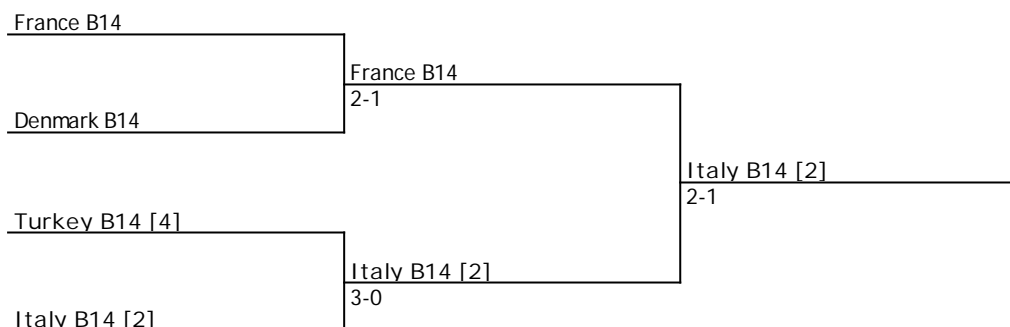 France B14
France B14
2-1
Denmark B14
Italy B14 [2]
2-1
Turkey B14 [4]
Italy B14 [2]
3-0
Italy B14 [2]